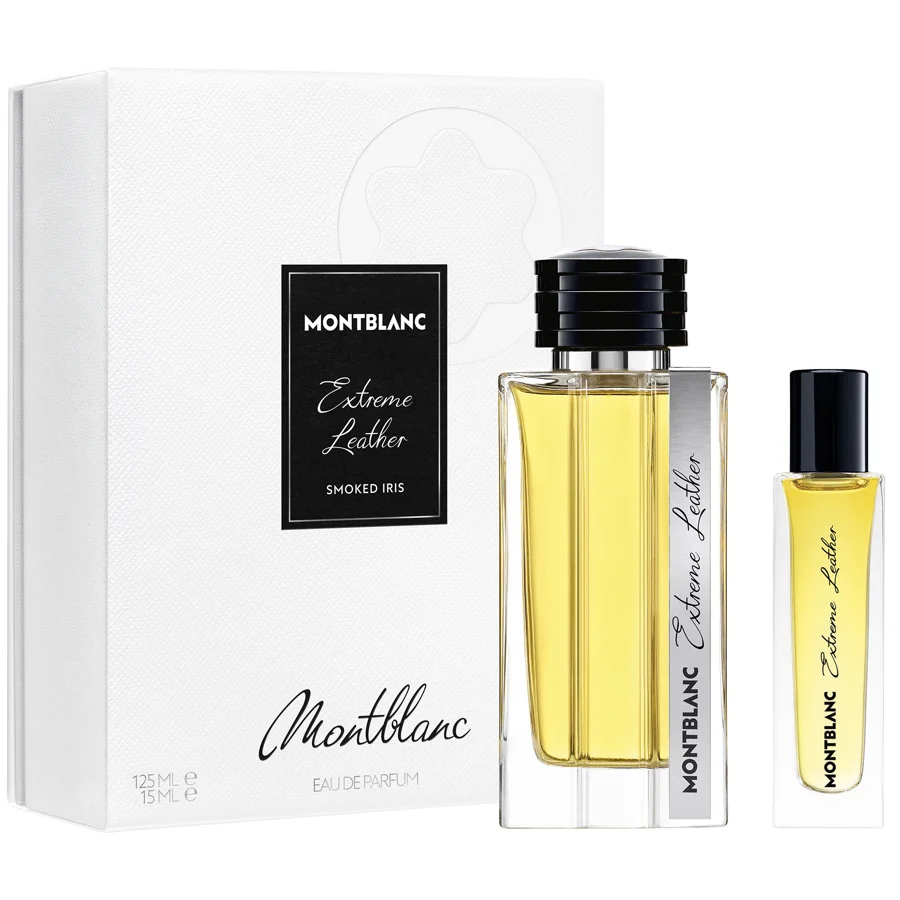 MONTBLANC
Extreme
Leather
SMOKED IRIS
Montblanc
125 ML e
15 ML e
EAU DE PARFUM
MONTBLANC Extreme Leather
MONTBLANC Extreme Leather